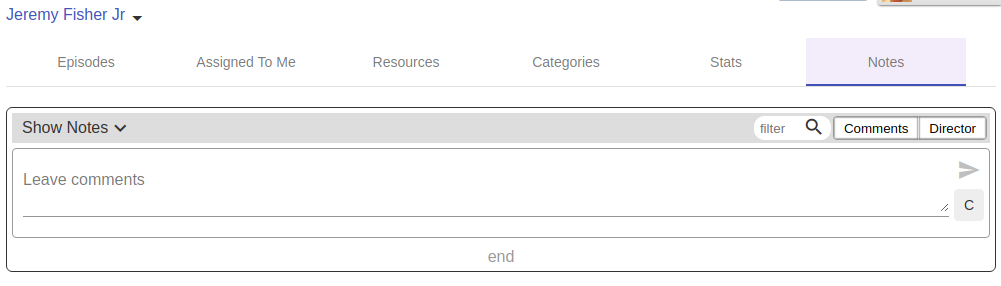 Jeremy Fisher Jr
Episodes Assigned To Me Resources Categories Stats Notes
Show Notes filter Comments Director
Leave comments
C
end